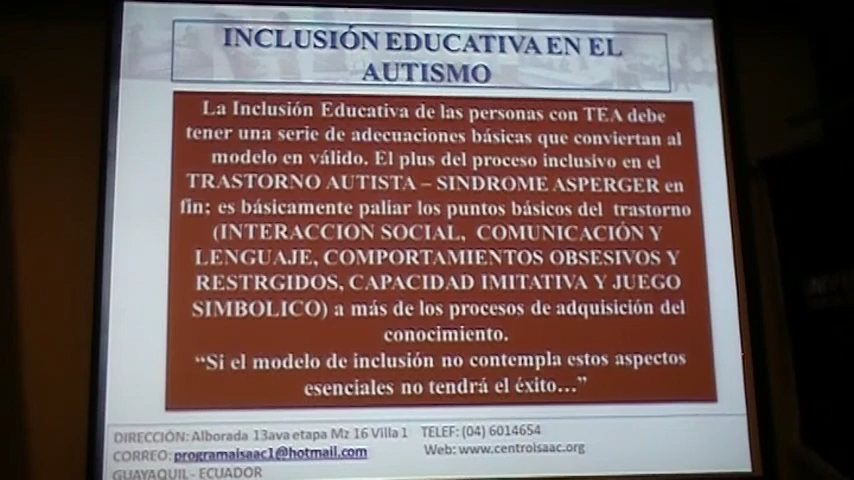 INCLUSIÓN EDUCATIVA EN EL
AUTISMO
La Inclusión Educativa de las personas con TEA debe
tener una serie de adecuaciones básicas que conviertan al
modelo en válido. El plus del proceso inclusivo en el
TRASTORNO AUTISTA – SINDROME ASPERGER en
fin; es básicamente paliar los puntos básicos del trastorno
(INTERACCION SOCIAL, COMUNICACIÓN Y
LENGUAJE, COMPORTAMIENTOS OBSESIVOS Y
RESTRGIDOS, CAPACIDAD IMITATIVA Y JUEGO
SIMBOLICO) a más de los procesos de adquisición del
conocimiento.
“Si el modelo de inclusión no contempla estos aspectos
esenciales no tendrá el éxito…”
DIRECCIÓN: Alborada 13ava etapa Mz 16 Villa 1 TELEF: (04) 6014654
CORREO: programaisaac1@hotmail.com Web: www.centroisaac.org
GUAYAQUIL - ECUADOR